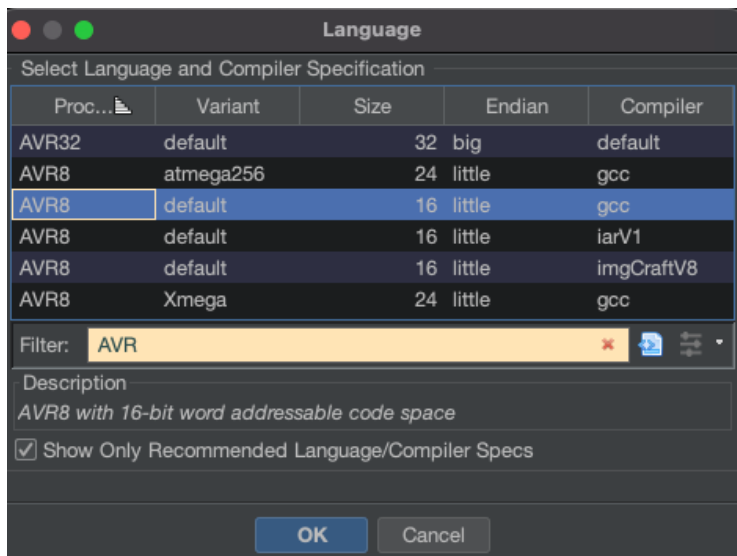 Language
Select Language and Compiler Specification
Proc... Variant Size Endian Compiler
AVR32 default 32 big default
AVR8 atmega256 24 little gcc
AVR8 default 16 little gcc
AVR8 default 16 little iarV1
AVR8 default 16 little imgCraftV8
AVR8 Xmega 24 little gcc
Filter: AVR
Description
AVR8 with 16-bit word addressable code space
Show Only Recommended Language/Compiler Specs
OK Cancel